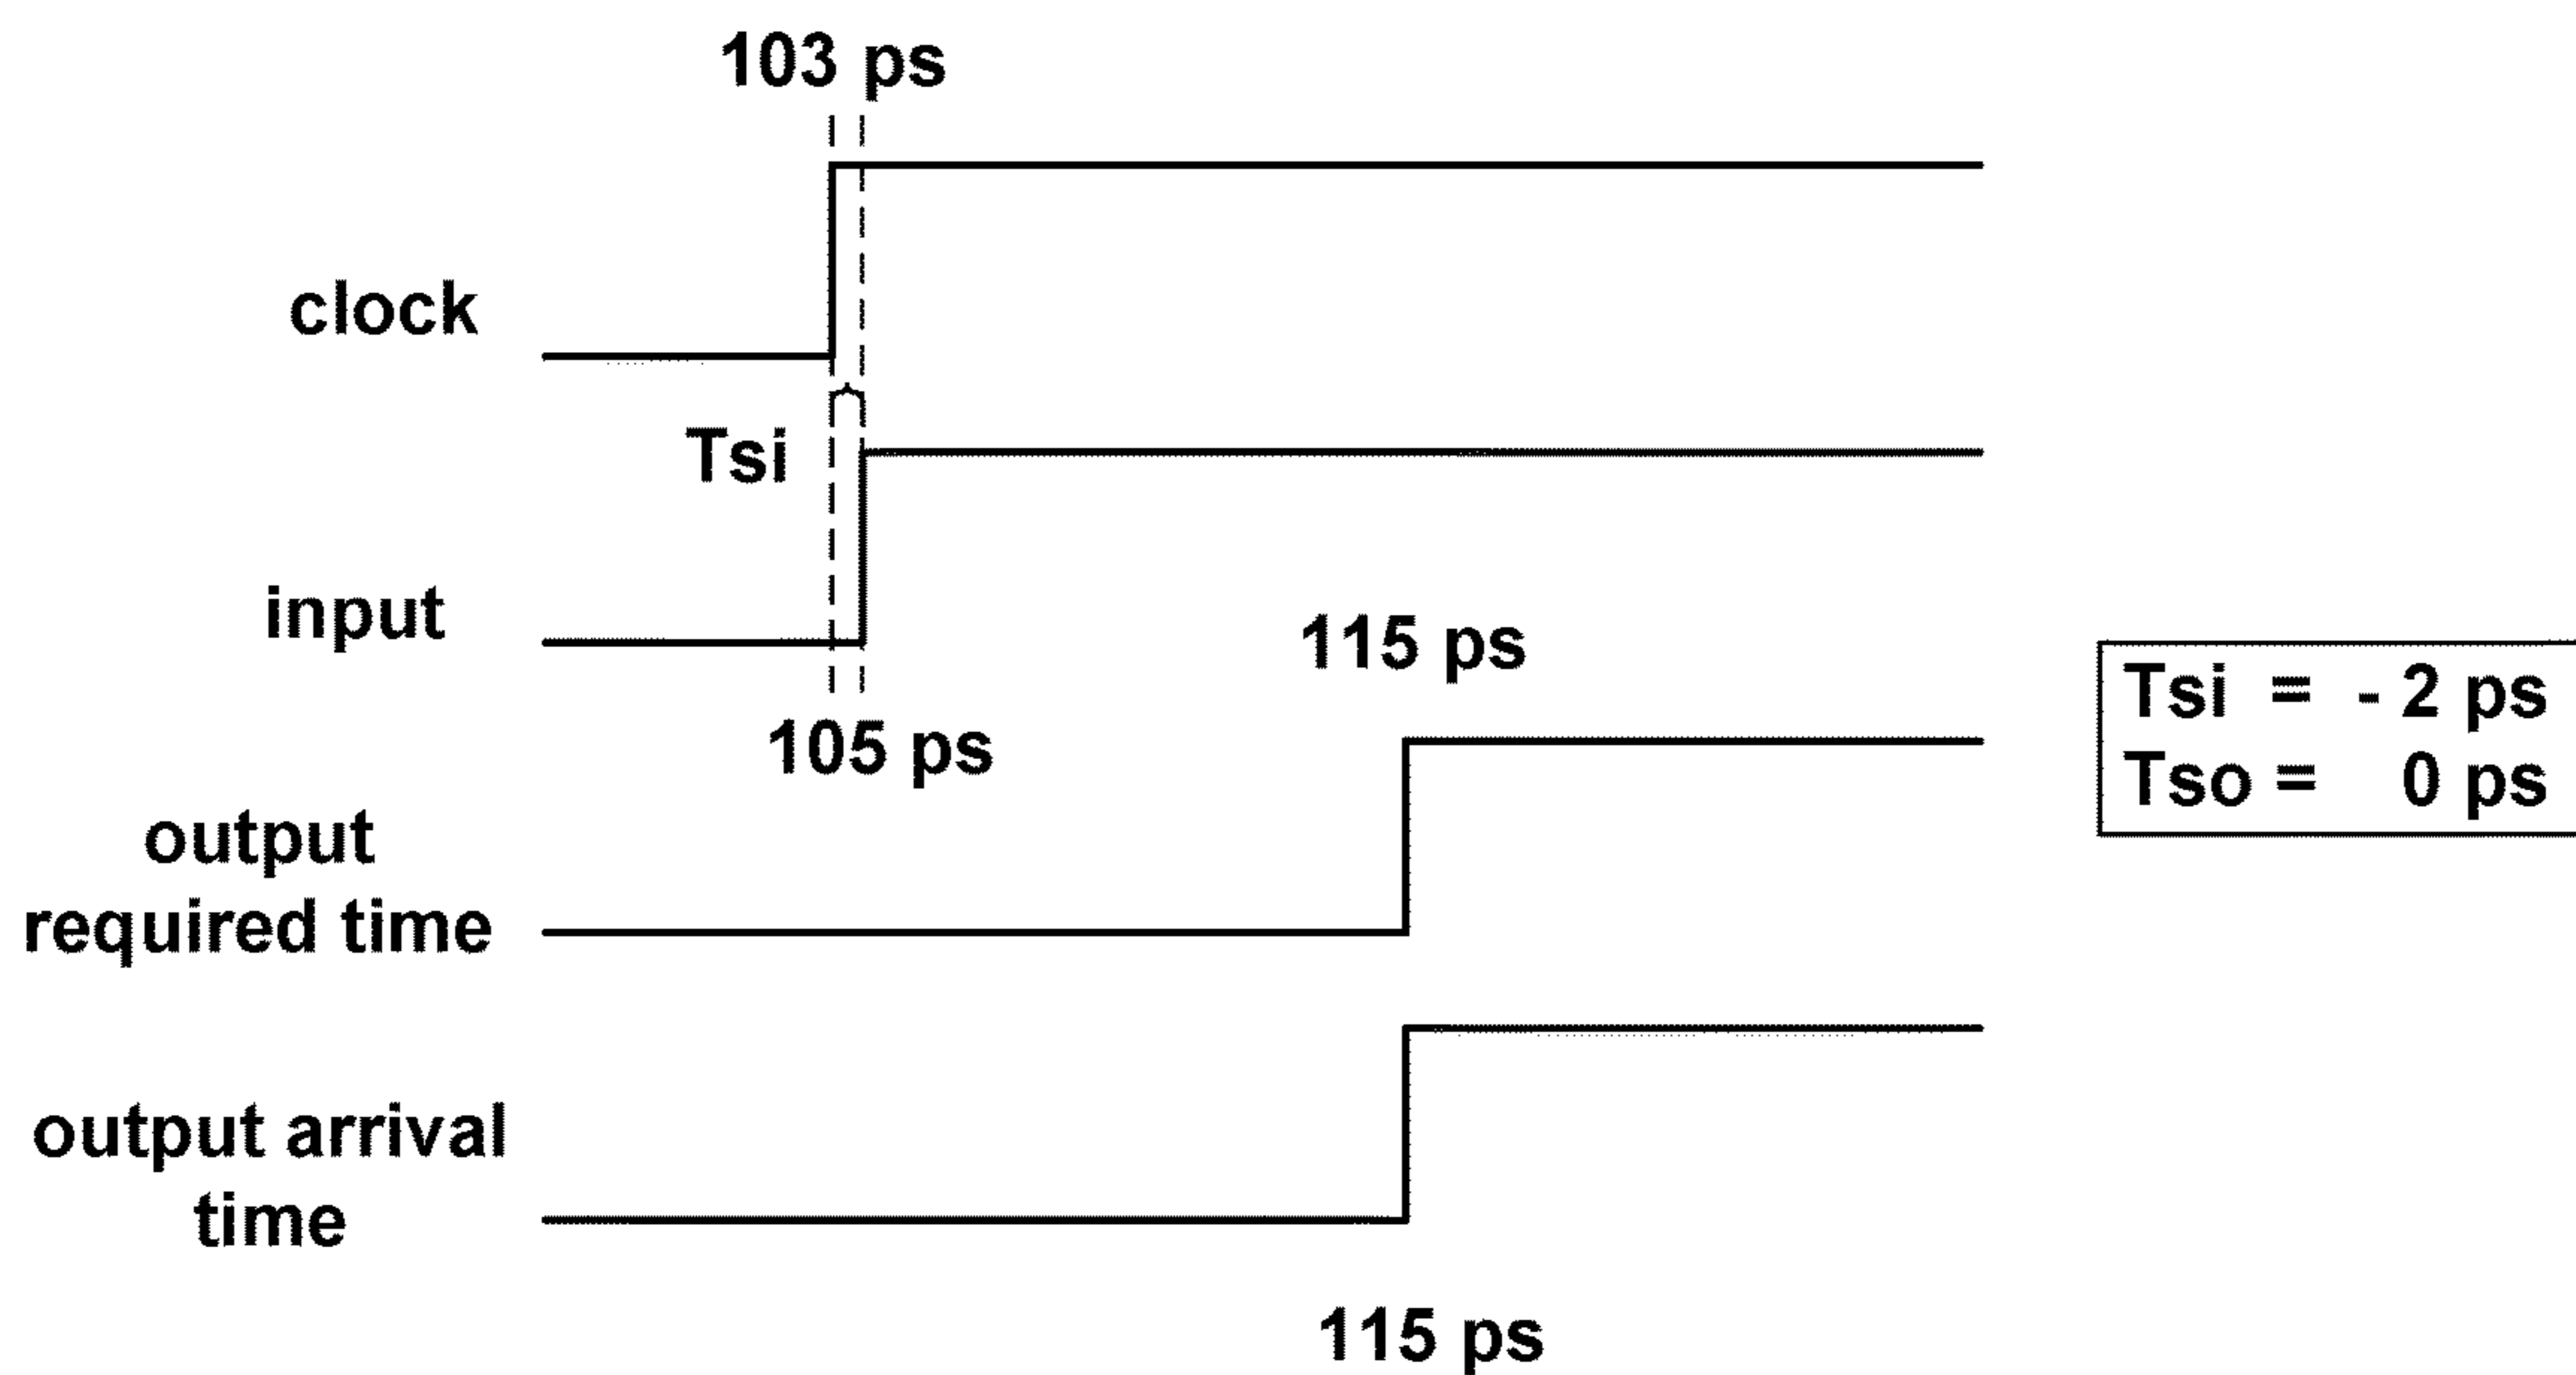 103 ps
clock
Tsi
input
115 ps
105 ps
Tsi = - 2 ps
Tso = 0 ps
output
required time
output arrival
time
115 ps